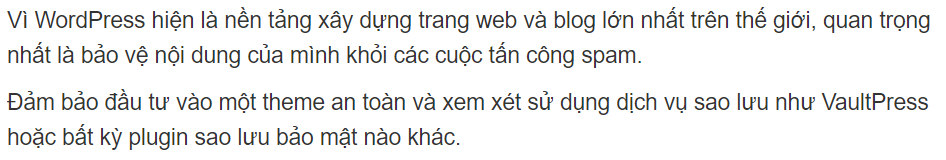 Vì WordPress hiện là nền tảng xây dựng trang web và blog lớn nhất trên thế giới, quan trọng
nhất là bảo vệ nội dung của mình khỏi các cuộc tấn công spam.
Đảm bảo đầu tư vào một theme an toàn và xem xét sử dụng dịch vụ sao lưu như VaultPress
hoặc bất kỳ plugin sao lưu bảo mật nào khác.